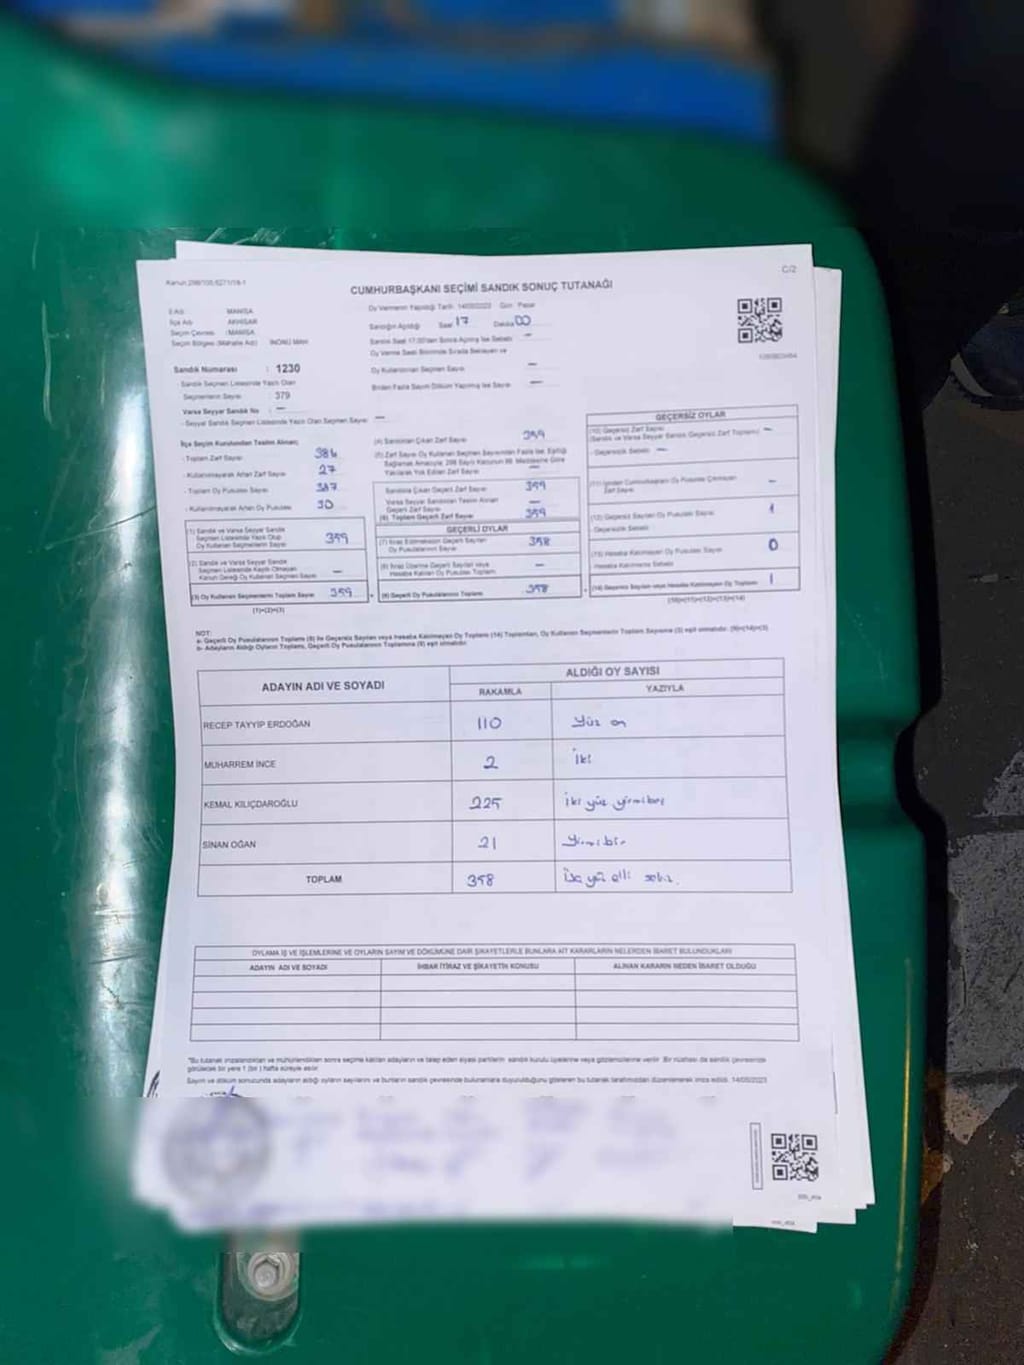 Kanun:298/105,6271/19-1
C/2
CUMHURBAŞKANI SEÇİMİ SANDIK SONUÇ TUTANAĞI
İl Adı : MANİSA
İlçe Adı : AKHİSAR
Seçim Çevresi : MANİSA
Seçim Bölgesi (Mahalle Adı) İNÖNÜ MAH
Sandık Numarası : 1230
- Sandık Seçmen Listesinde Yazılı Olan
Seçmenlerin Sayısı : 379
Varsa Seyyar Sandık No : —
- Seyyar Sandık Seçmen Listesinde Yazılı Olan Seçmen Sayısı : —
Oy Vermenin Yapıldığı Tarih: 14/05/2023 Gün: Pazar
Sandığın Açıldığı Saat 17 Dakika 00
Sandık Saat 17:00'den Sonra Açılmış İse Sebebi : —
Oy Verme Saati Bitiminde Sırada Bekleyen ve
Oy Kullandırılan Seçmen Sayısı : —
Birden Fazla Sayım Döküm Yapılmış İse Sayısı : —
İlçe Seçim Kurulundan Teslim Alınan;
- Toplam Zarf Sayısı : 386
- Kullanılmayarak Artan Zarf Sayısı : 27
- Toplam Oy Pusulası Sayısı : 387
- Kullanılmayarak Artan Oy Pusulası : 30
(1) Sandık ve Varsa Seyyar Sandık
Seçmen Listesinde Yazılı Olup
Oy Kullanan Seçmenlerin Sayısı 359
(2) Sandık ve Varsa Seyyar Sandık
Seçmen Listesinde Kayıtlı Olmayan
Kanun Gereği Oy Kullanan Seçmen Sayısı —
(3) Oy Kullanan Seçmenlerin Toplam Sayısı 359
(1)+(2)=(3)
(4) Sandıktan Çıkan Zarf Sayısı : 359
(5) Zarf Sayısı Oy Kullanan Seçmen Sayısından Fazla İse, Eşitliği
Sağlamak Amacıyla, 298 Sayılı Kanunun 98. Maddesine Göre
Yakılarak Yok Edilen Zarf Sayısı : —
Sandıkta Çıkan Geçerli Zarf Sayısı 359
Varsa Seyyar Sandıktan Teslim Alınan
Geçerli Zarf Sayısı —
(6) Toplam Geçerli Zarf Sayısı 359
GEÇERLİ OYLAR
(7) İtiraz Edilmeksizin Geçerli Sayılan
Oy Pusulalarının Sayısı 358
(8) İtiraz Üzerine Geçerli Sayılan veya
Hesaba Katılan Oy Pusulası Toplamı —
(9) Geçerli Oy Pusulalarının Toplamı 358
GEÇERSİZ OYLAR
(10) Geçersiz Zarf Sayısı
(Sandık ve Varsa Seyyar Sandık Geçersiz Zarf Toplamı) : —
- Geçersizlik Sebebi : —
Zarf Sayısı —
(12) Geçersiz Sayılan Oy Pusulası Sayısı 1
- Geçersizlik Sebebi :
(13) Hesaba Katılmayan Oy Pusulası Sayısı 0
- Hesaba Katılmama Sebebi
(14) Geçersiz Sayılan veya Hesaba Katılmayan Oy Toplamı 1
(10)+(11)+(12)+(13)=(14)
NOT:
a- Geçerli Oy Pusulalarının Toplamı (9) ile Geçersiz Sayılan veya Hesaba Katılmayan Oy Toplamı (14) Toplamları, Oy Kullanan Seçmenlerin Toplam Sayısına (3) eşit olmalıdır. (9)+(14)=(3)
b- Adayların Aldığı Oyların Toplamı, Geçerli Oy Pusulalarının Toplamına (9) eşit olmalıdır.
ADAYIN ADI VE SOYADI ALDIĞI OY SAYISI
RAKAMLA YAZIYLA
RECEP TAYYİP ERDOĞAN 110 Yüz on
MUHARREM İNCE 2 İki
KEMAL KILIÇDAROĞLU 225 İki yüz yirmibeş
SİNAN OĞAN 21 Yirmibir
TOPLAM 358 Üç yüz elli sekiz.
OYLAMA İŞ VE İŞLEMLERİNE VE OYLARIN SAYIM VE DÖKÜMÜNE DAİR ŞİKAYETLERLE BUNLARA AİT KARARLARIN NELERDEN İBARET BULUNDUKLARI
ADAYIN ADI VE SOYADI İHBAR İTİRAZ VE ŞİKAYETİN KONUSU ALINAN KARARIN NEDEN İBARET OLDUĞU
*Bu tutanak imzalandıktan ve mühürlendikten sonra seçime katılan adayların ve talep eden siyasi partilerin sandık kurulu üyelerine veya gözlemcilerine verilir. Bir nüshası da sandık çevresinde
görülecek bir yere 1 (bir) hafta süreyle asılır.
Sayım ve döküm sonucunda adayların aldığı oyların sayılarını ve bunların sandık çevresinde bulunanlara duyurulduğunu gösteren bu tutanak tarafımızdan düzenlenerek imza edildi. 14/05/2023